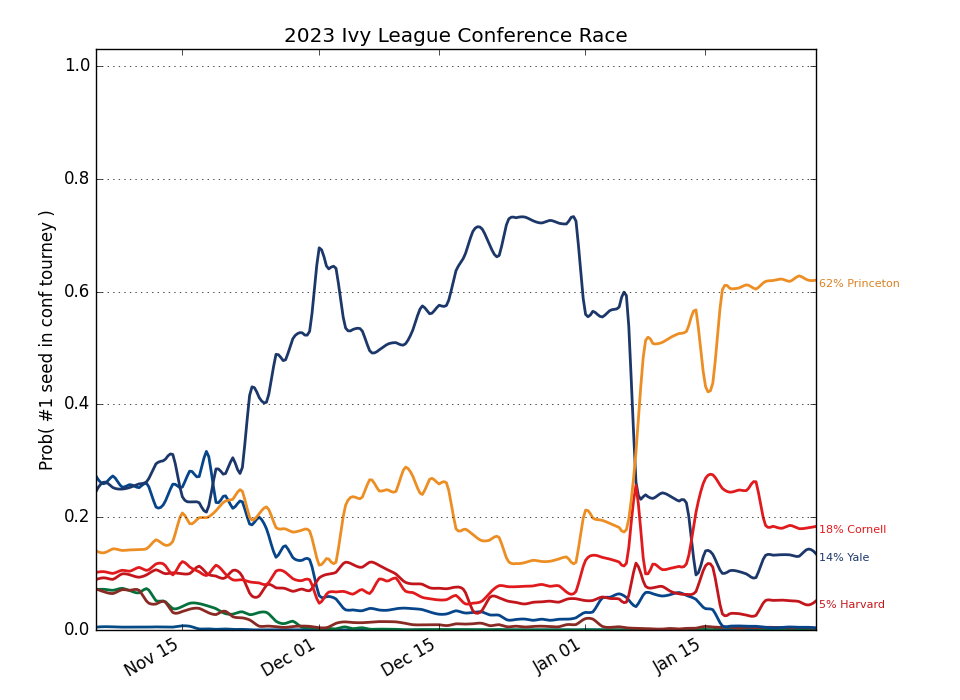 2023 Ivy League Conference Race
Prob( #1 seed in conf tourney )
1.0
0.8
0.6
0.4
0.2
0.0
Nov 15
Dec 01
Dec 15
Jan 01
Jan 15
62% Princeton
18% Cornell
14% Yale
5% Harvard